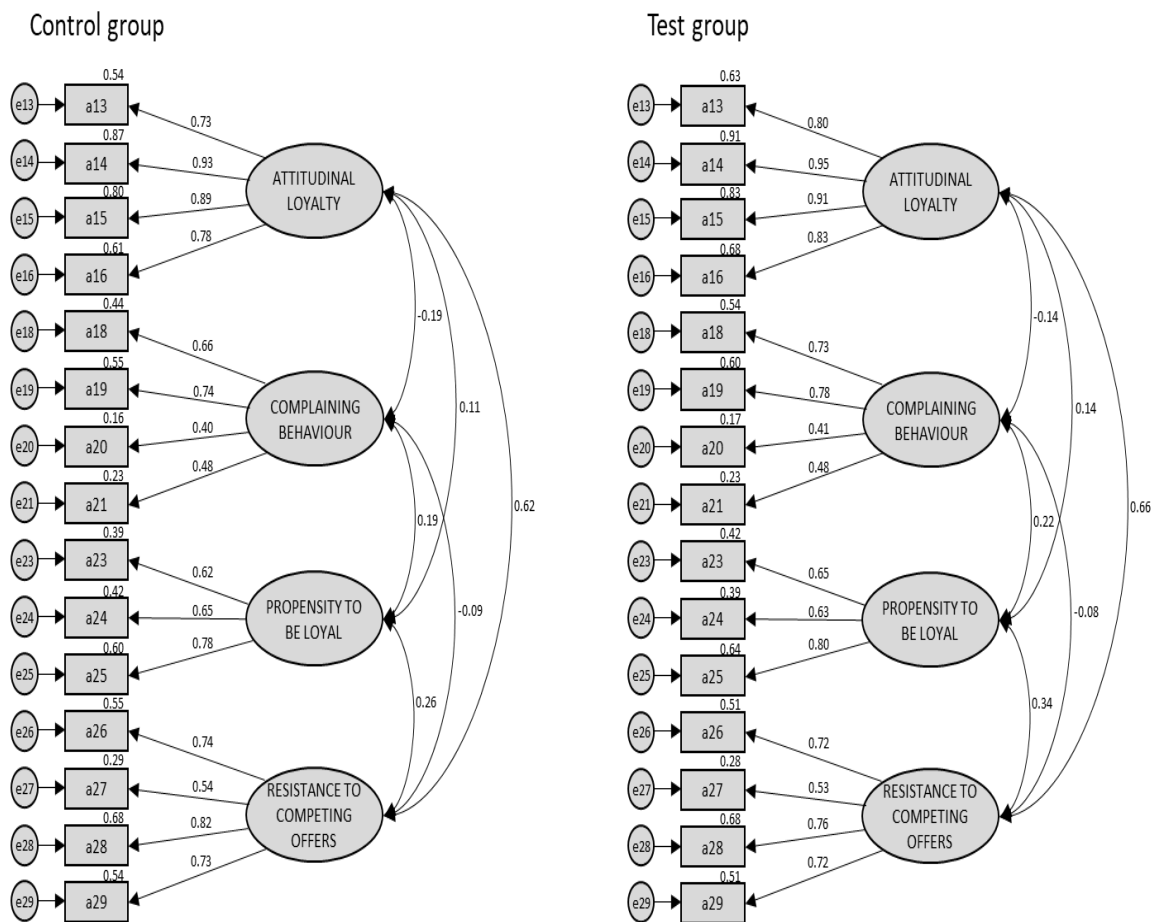 Control group
0.54
e13
a13
0.73
0.87
e14
a14
0.93
0.80
e15
a15
0.89
0.61
e16
a16
0.78
ATTITUDINAL
LOYALTY
0.44
e18
a18
0.66
0.55
e19
a19
0.74
0.16
e20
a20
0.40
0.23
e21
a21
0.48
COMPLAINING
BEHAVIOUR
0.39
e23
a23
0.62
0.42
e24
a24
0.65
0.60
e25
a25
0.78
PROPENSITY TO
BE LOYAL
0.55
e26
a26
0.74
0.29
e27
a27
0.54
0.68
e28
a28
0.82
0.54
e29
a29
0.73
RESISTANCE TO
COMPETING
OFFERS
-0.19
0.11
0.62
0.19
-0.09
0.26
Test group
0.63
e13
a13
0.80
0.91
e14
a14
0.95
0.83
e15
a15
0.91
0.68
e16
a16
0.83
ATTITUDINAL
LOYALTY
0.54
e18
a18
0.73
0.60
e19
a19
0.78
0.17
e20
a20
0.41
0.23
e21
a21
0.48
COMPLAINING
BEHAVIOUR
0.42
e23
a23
0.65
0.39
e24
a24
0.63
0.64
e25
a25
0.80
PROPENSITY TO
BE LOYAL
0.51
e26
a26
0.72
0.28
e27
a27
0.53
0.68
e28
a28
0.76
0.51
e29
a29
0.72
RESISTANCE TO
COMPETING
OFFERS
-0.14
0.14
0.66
0.22
-0.08
0.34